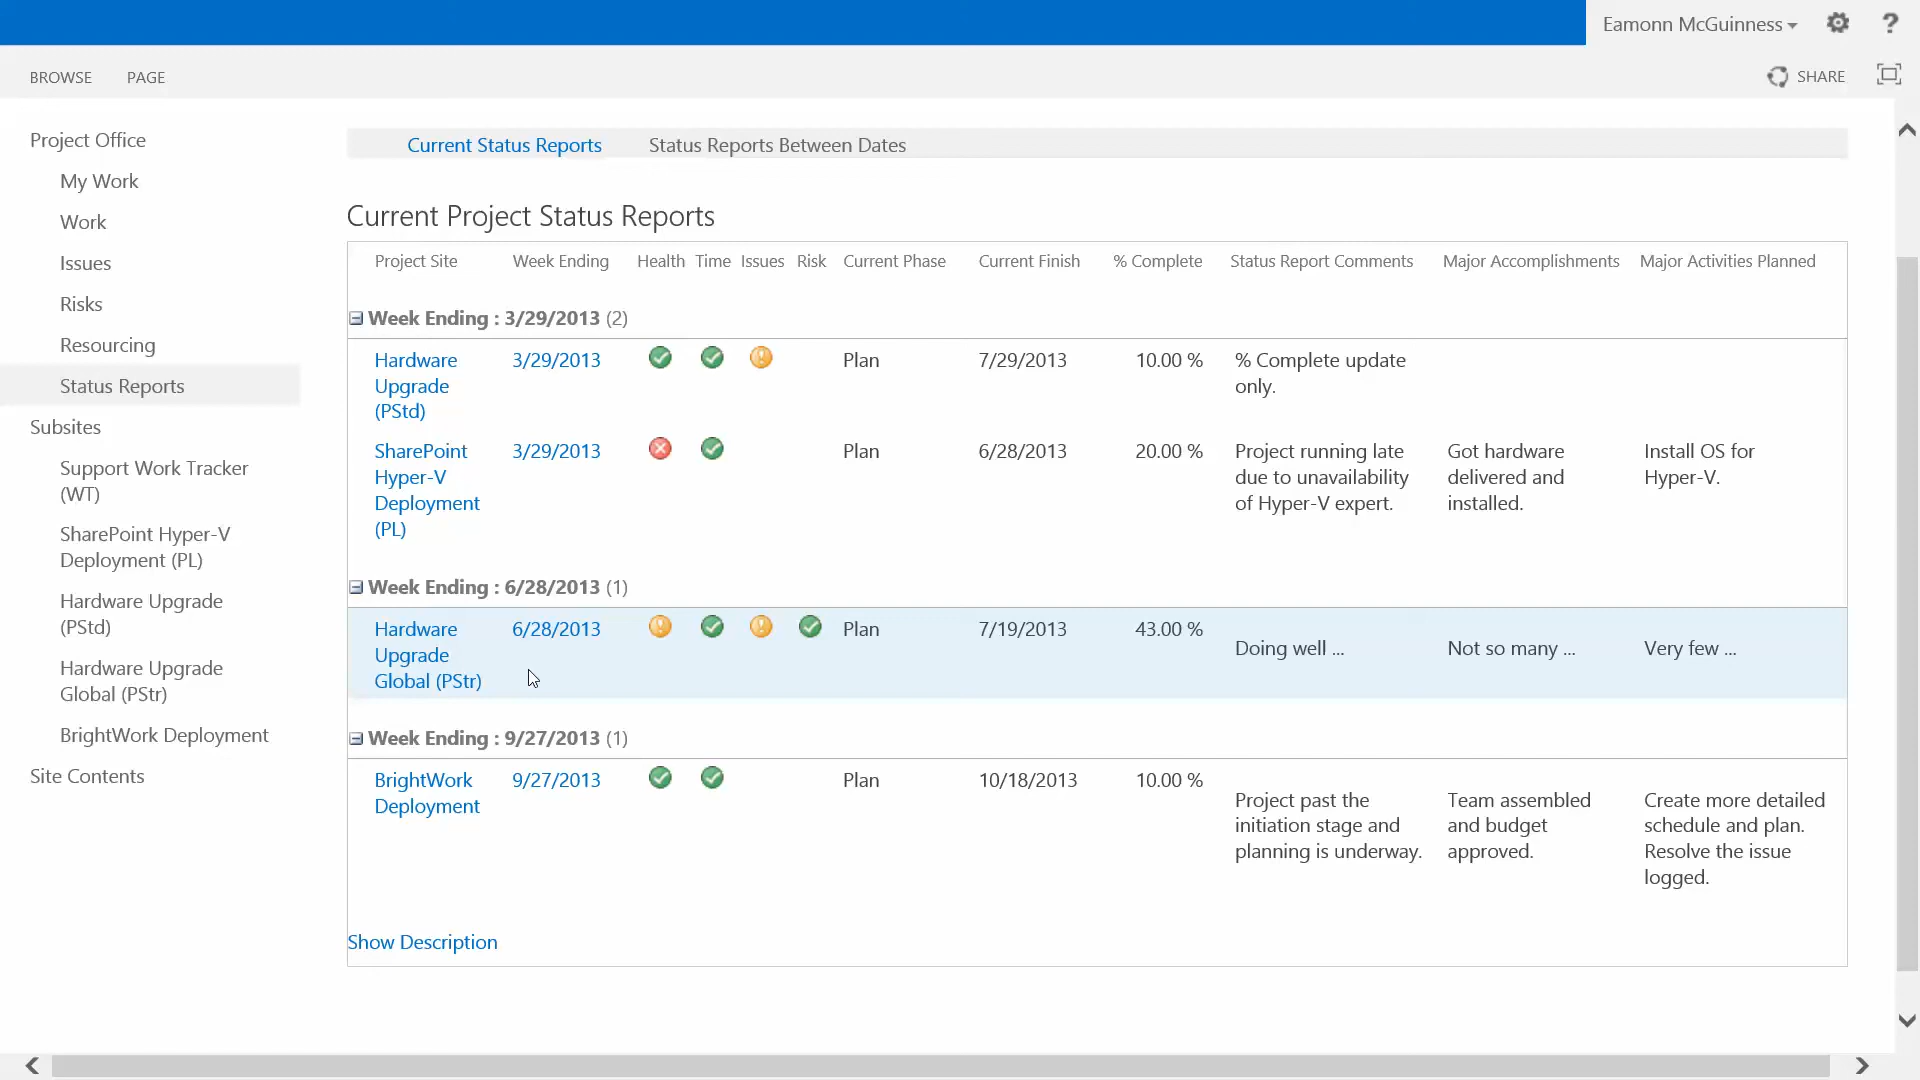 Eamonn McGuinness
?
BROWSE PAGE
SHARE
Project Office
My Work
Work
Issues
Risks
Resourcing
Status Reports
Subsites
Support Work Tracker
(WT)
SharePoint Hyper-V
Deployment (PL)
Hardware Upgrade
(PStd)
Hardware Upgrade
Global (PStr)
BrightWork Deployment
Site Contents
Current Status Reports Status Reports Between Dates
Current Project Status Reports
Project Site Week Ending Health Time Issues Risk Current Phase Current Finish % Complete Status Report Comments Major Accomplishments Major Activities Planned
Week Ending : 3/29/2013 (2)
Hardware 3/29/2013 Plan 7/29/2013 10.00 % % Complete update
Upgrade only.
(PStd)
SharePoint 3/29/2013 Plan 6/28/2013 20.00 % Project running late Got hardware Install OS for
Hyper-V due to unavailability delivered and Hyper-V.
Deployment of Hyper-V expert. installed.
(PL)
Week Ending : 6/28/2013 (1)
Hardware 6/28/2013 Plan 7/19/2013 43.00 %
Upgrade Doing well ... Not so many ... Very few ...
Global (PStr)
Week Ending : 9/27/2013 (1)
BrightWork 9/27/2013 Plan 10/18/2013 10.00 %
Deployment Project past the Team assembled Create more detailed
initiation stage and and budget schedule and plan.
planning is underway. approved. Resolve the issue
logged.
Show Description